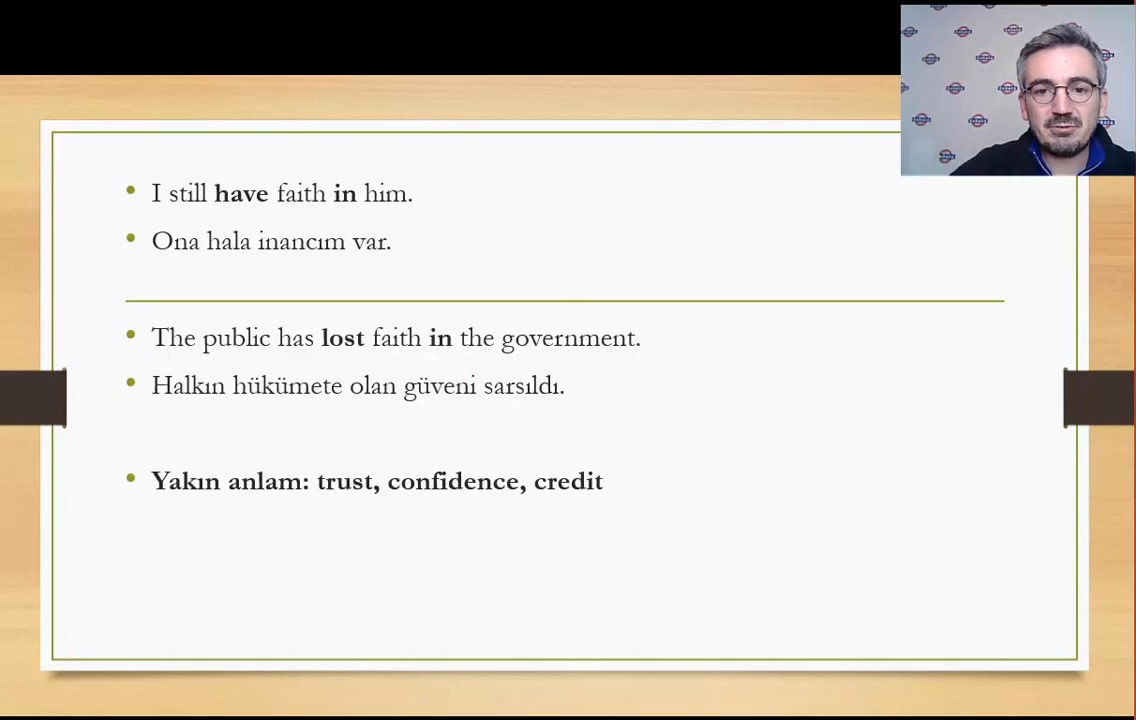 I still have faith in him.
Ona hala inancım var.
The public has lost faith in the government.
Halkın hükümete olan güveni sarsıldı.
Yakın anlam: trust, confidence, credit